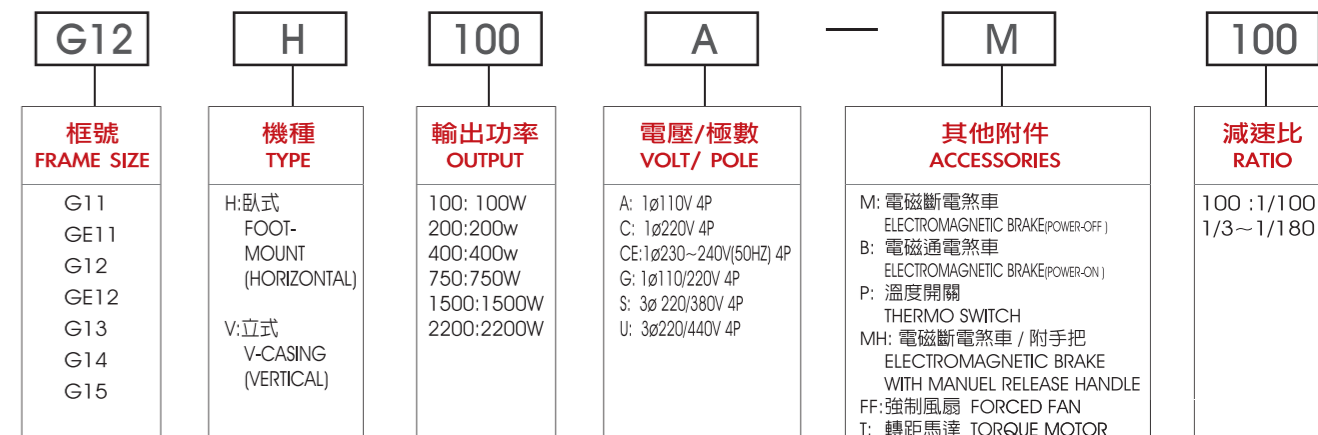 G12
H
100
A
—
M
100
框號
FRAME SIZE
G11
GE11
G12
GE12
G13
G14
G15
機種
TYPE
H:臥式
FOOT-
MOUNT
(HORIZONTAL)
V:立式
V-CASING
(VERTICAL)
輸出功率
OUTPUT
100: 100W
200:200w
400:400w
750:750W
1500:1500W
2200:2200W
電壓/極數
VOLT/ POLE
A: 1ø110V 4P
C: 1ø220V 4P
CE:1ø230~240V(50HZ) 4P
G: 1ø110/220V 4P
S: 3ø 220/380V 4P
U: 3ø220/440V 4P
其他附件
ACCESSORIES
M: 電磁斷電煞車
ELECTROMAGNETIC BRAKE(POWER-OFF )
B: 電磁通電煞車
ELECTROMAGNETIC BRAKE(POWER-ON )
P: 溫度開關
THERMO SWITCH
MH: 電磁斷電煞車 / 附手把
ELECTROMAGNETIC BRAKE
WITH MANUEL RELEASE HANDLE
FF:強制風扇 FORCED FAN
T: 轉距馬達 TORQUE MOTOR
減速比
RATIO
100 :1/100
1/3~1/180